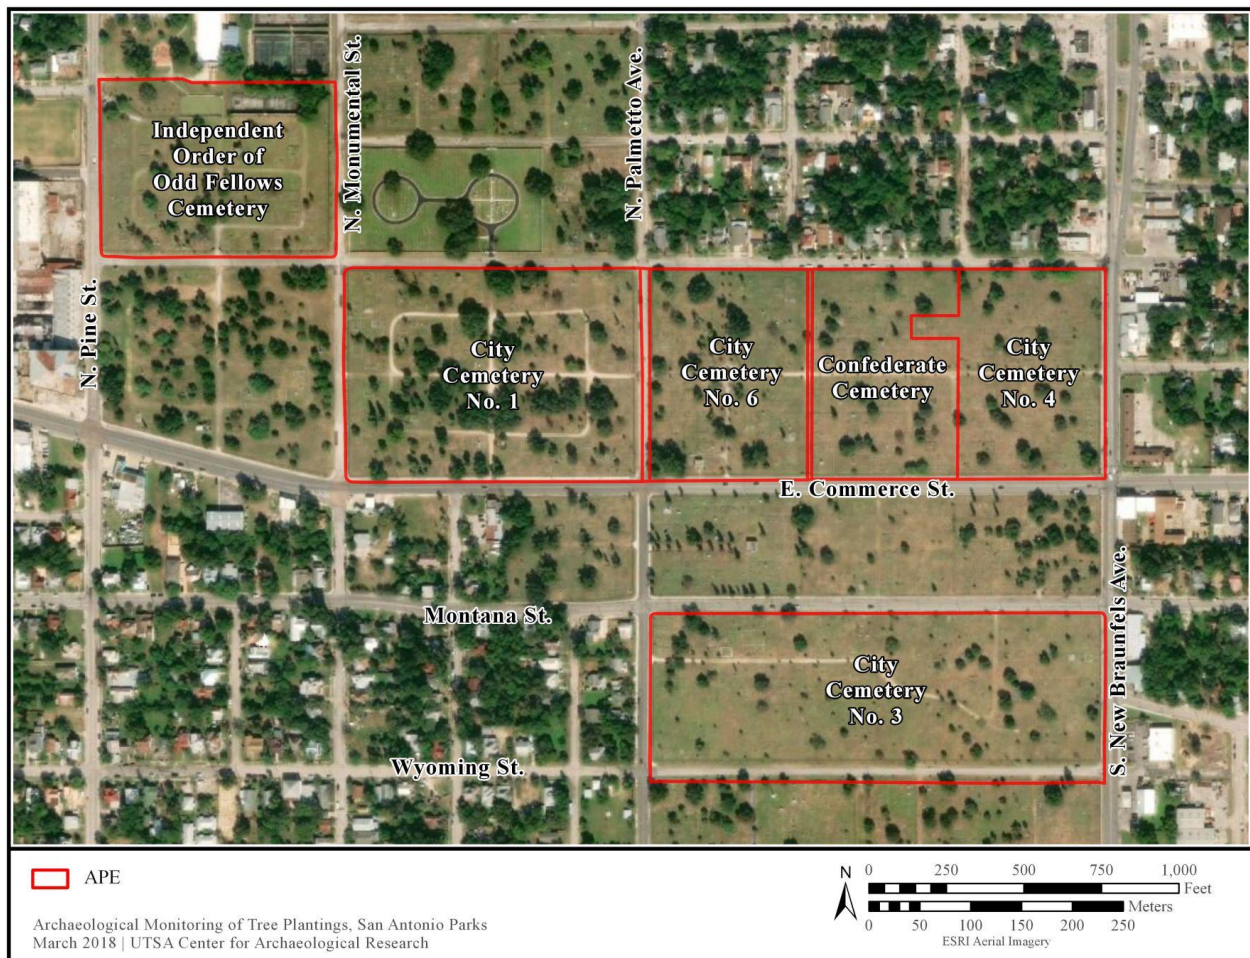 Independent
Order of
Odd Fellows
Cemetery
N. Monumental St.
N. Palmetto Ave.
N. Pine St.
City
Cemetery
No. 1
City
Cemetery
No. 6
Confederate
Cemetery
City
Cemetery
No. 4
E. Commerce St.
Montana St.
S. New Braunfels Ave.
City
Cemetery
No. 3
Wyoming St.
APE
N
0 250 500 750 1,000
Feet
Meters
0 50 100 150 200 250
ESRI Aerial Imagery
Archaeological Monitoring of Tree Plantings, San Antonio Parks
March 2018 | UTSA Center for Archaeological Research